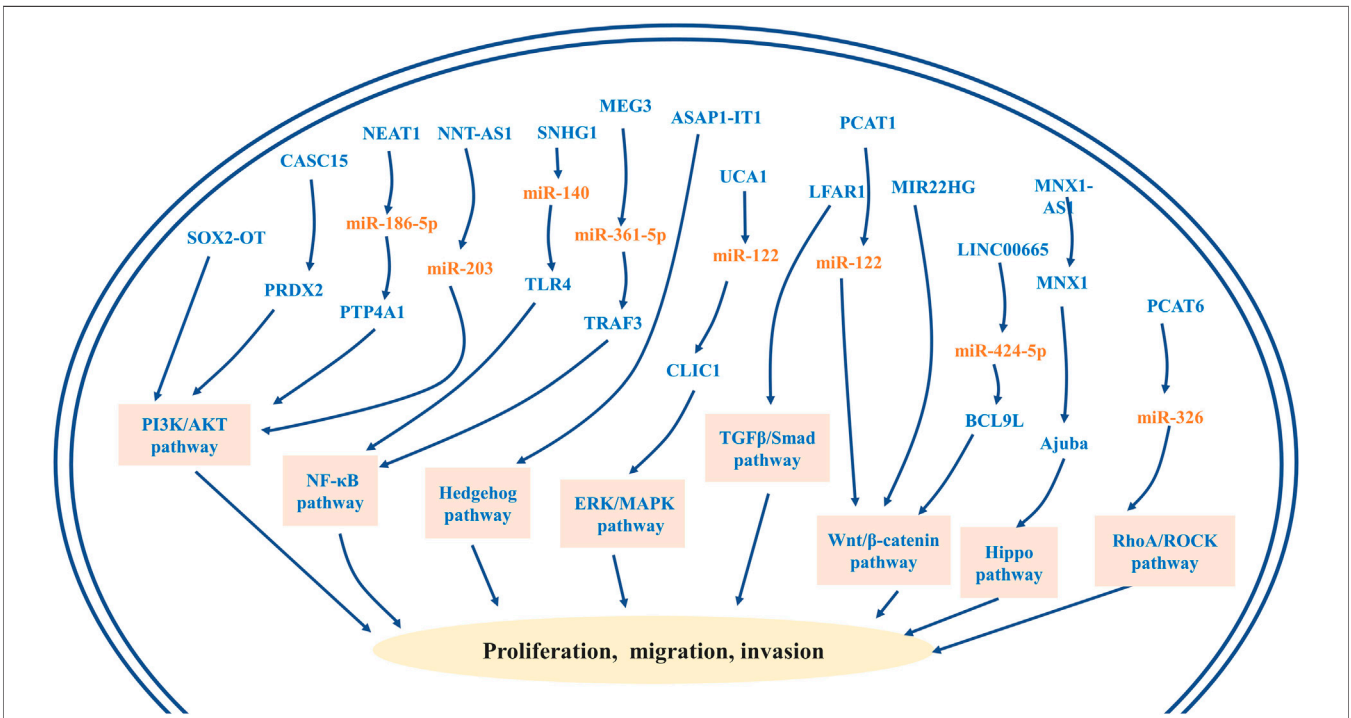 MEG3
ASAP1-IT1
PCAT1
NEAT1
NNT-AS1
SNHG1
CASC15
UCA1
LFAR1
MIR22HG
MNX1-
AS1
miR-140
miR-186-5p
miR-361-5p
SOX2-OT
miR-203
miR-122
miR-122
LINC00665
PRDX2
TLR4
MNX1
PTP4A1
TRAF3
PCAT6
miR-424-5p
CLIC1
BCL9L
miR-326
Ajuba
PI3K/AKT
pathway
TGFβ/Smad
pathway
NF-κB
pathway
Hedgehog
pathway
ERK/MAPK
pathway
Wnt/β-catenin
pathway
Hippo
pathway
RhoA/ROCK
pathway
Proliferation, migration, invasion